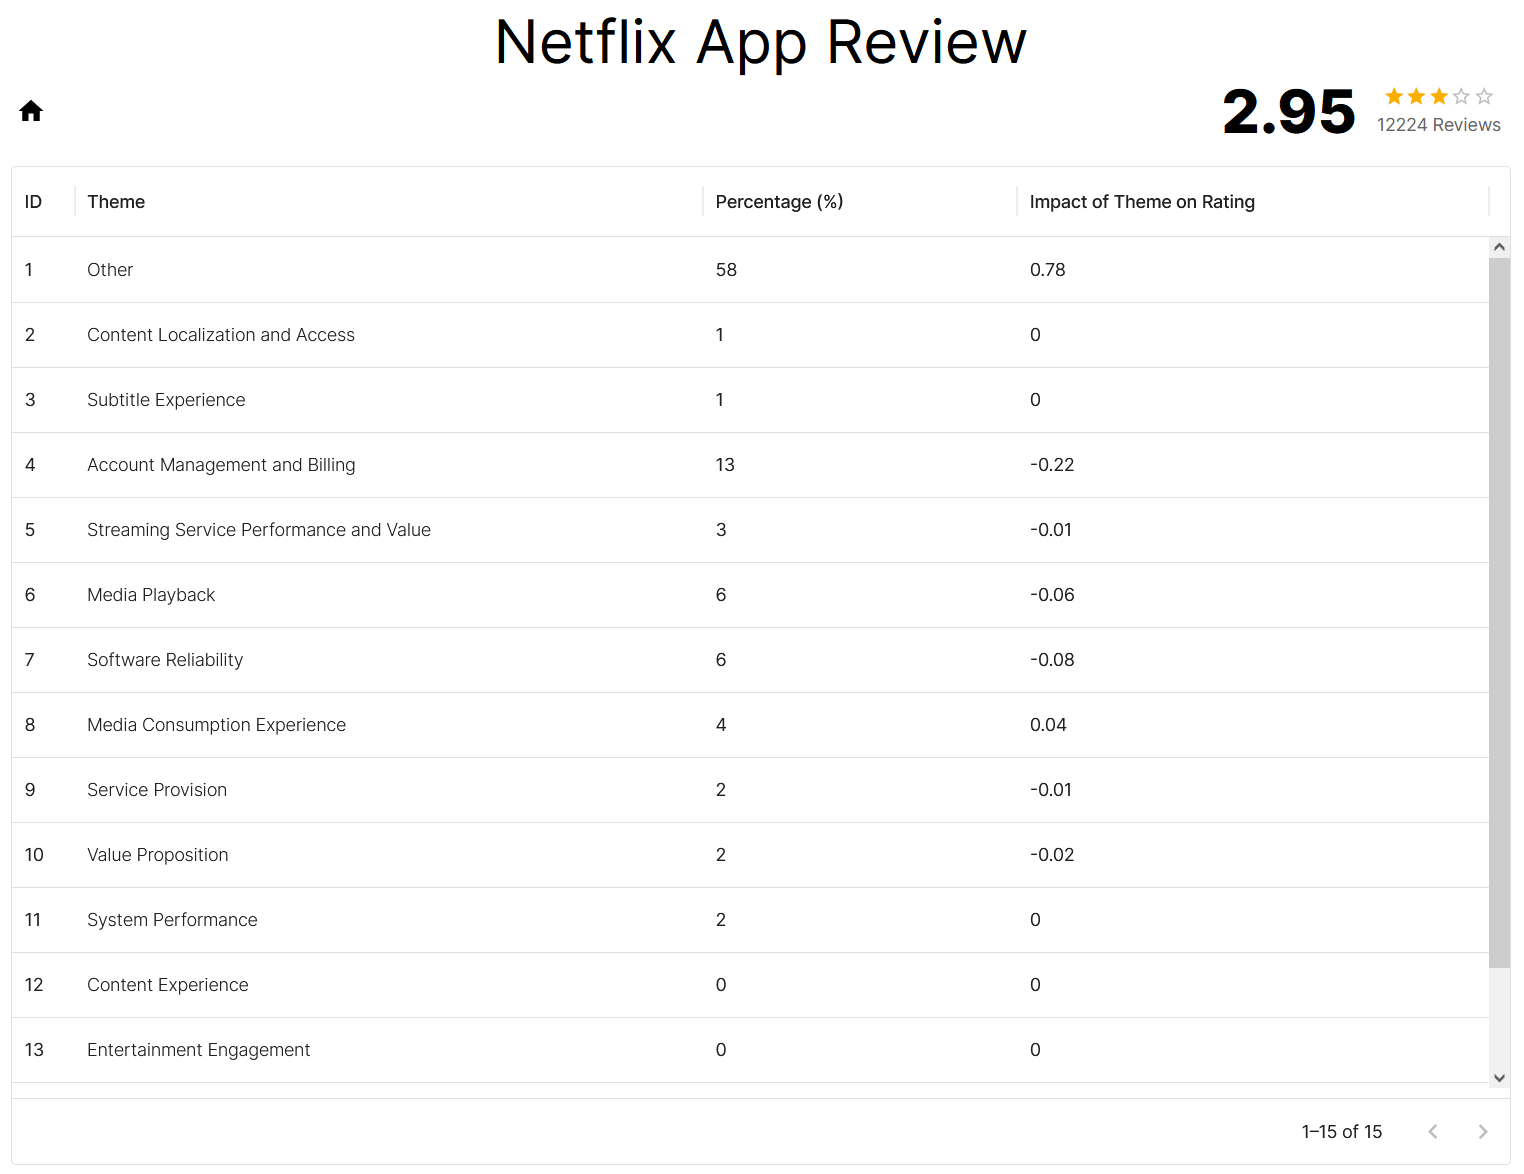 Netflix App Review
2.95
12224 Reviews
ID Theme Percentage (%) Impact of Theme on Rating
1 Other 58 0.78
2 Content Localization and Access 1 0
3 Subtitle Experience 1 0
4 Account Management and Billing 13 -0.22
5 Streaming Service Performance and Value 3 -0.01
6 Media Playback 6 -0.06
7 Software Reliability 6 -0.08
8 Media Consumption Experience 4 0.04
9 Service Provision 2 -0.01
10 Value Proposition 2 -0.02
11 System Performance 2 0
12 Content Experience 0 0
13 Entertainment Engagement 0 0
1–15 of 15